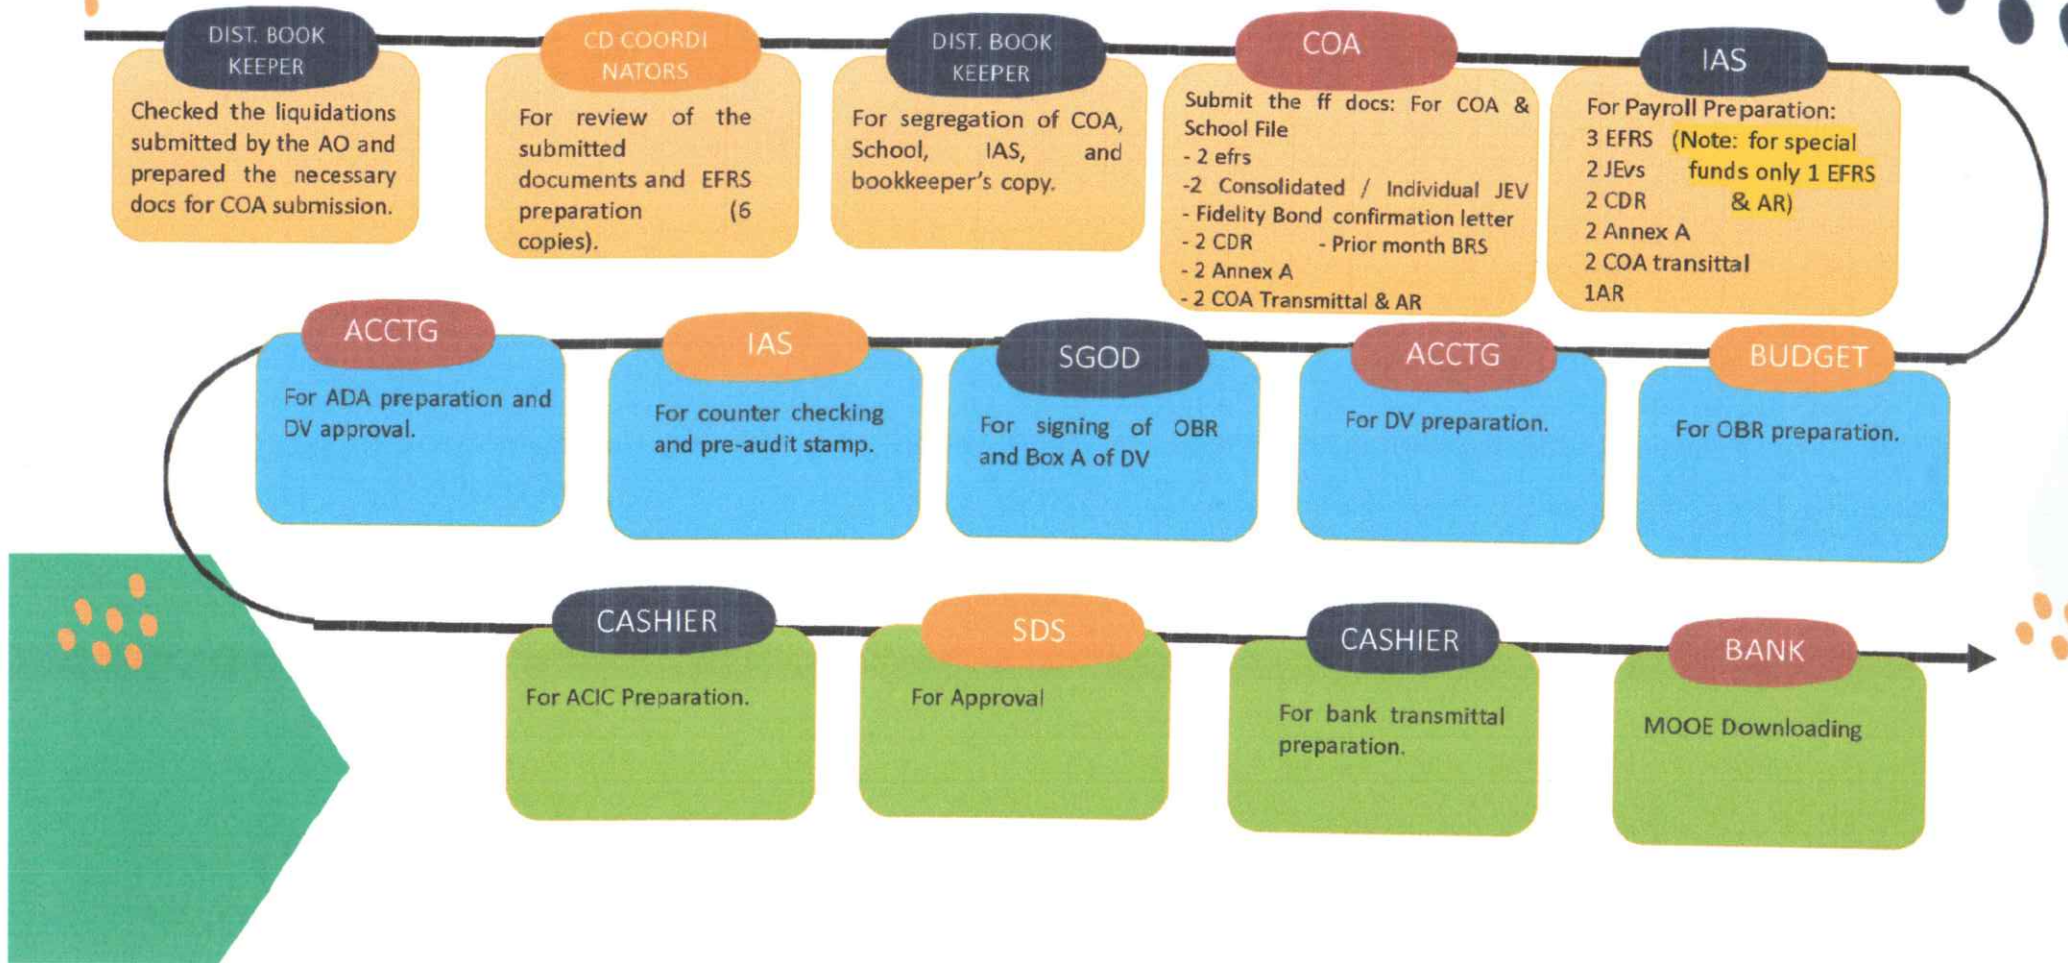 DIST. BOOK
KEEPER
Checked the liquidations
submitted by the AO and
prepared the necessary
docs for COA submission.
CD COORDI
NATORS
For review of the
submitted
documents and EFRS
preparation (6
copies).
DIST. BOOK
KEEPER
For segregation of COA,
School, IAS, and
bookkeeper's copy.
COA
Submit the ff docs: For COA &
School File
- 2 efrs
-2 Consolidated / Individual JEV
- Fidelity Bond confirmation letter
- 2 CDR - Prior month BRS
- 2 Annex A
- 2 COA Transmittal & AR
IAS
For Payroll Preparation:
3 EFRS (Note: for special
2 JEvs funds only 1 EFRS
2 CDR & AR)
2 Annex A
2 COA transittal
1AR
BUDGET
For OBR preparation.
ACCTG
For DV preparation.
SGOD
For signing of OBR
and Box A of DV
IAS
For counter checking
and pre-audit stamp.
ACCTG
For ADA preparation and
DV approval.
CASHIER
For ACIC Preparation.
SDS
For Approval
CASHIER
For bank transmittal
preparation.
BANK
MOOE Downloading